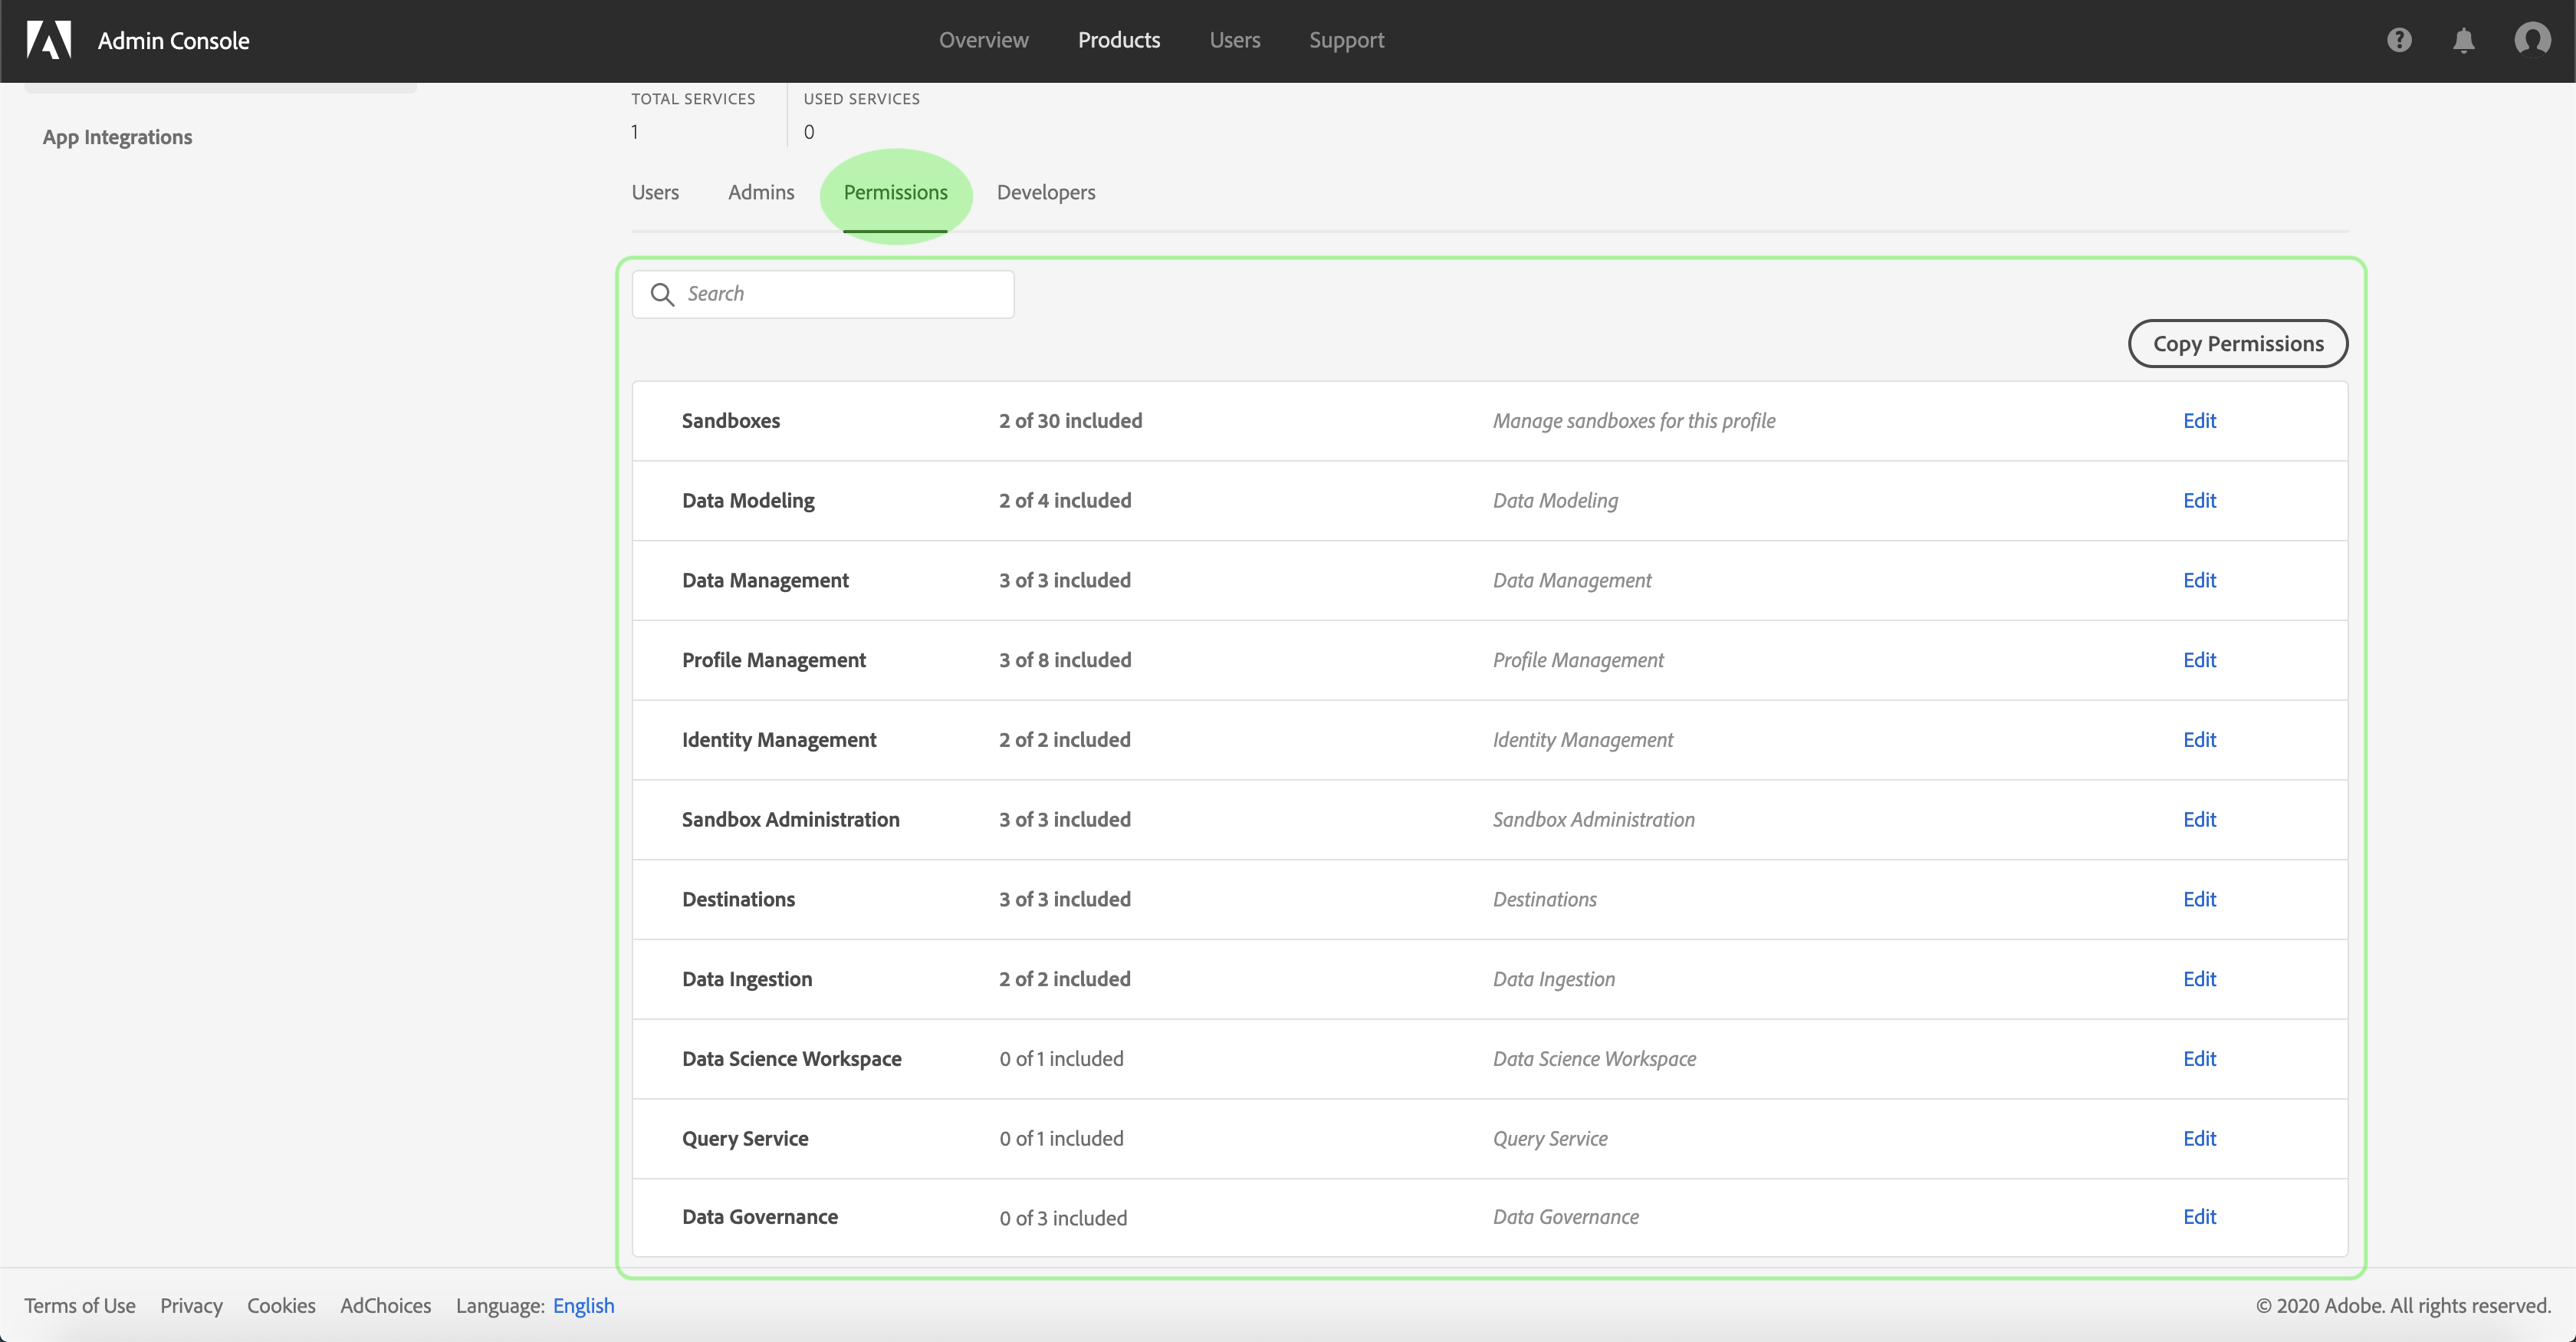 Admin Console Overview Products Users Support
TOTAL SERVICES USED SERVICES
1 0
App Integrations
Users Admins Permissions Developers
Search
Copy Permissions
Sandboxes 2 of 30 included Manage sandboxes for this profile Edit
Data Modeling 2 of 4 included Data Modeling Edit
Data Management 3 of 3 included Data Management Edit
Profile Management 3 of 8 included Profile Management Edit
Identity Management 2 of 2 included Identity Management Edit
Sandbox Administration 3 of 3 included Sandbox Administration Edit
Destinations 3 of 3 included Destinations Edit
Data Ingestion 2 of 2 included Data Ingestion Edit
Data Science Workspace 0 of 1 included Data Science Workspace Edit
Query Service 0 of 1 included Query Service Edit
Data Governance 0 of 3 included Data Governance Edit
Terms of Use Privacy Cookies AdChoices Language: English © 2020 Adobe. All rights reserved.